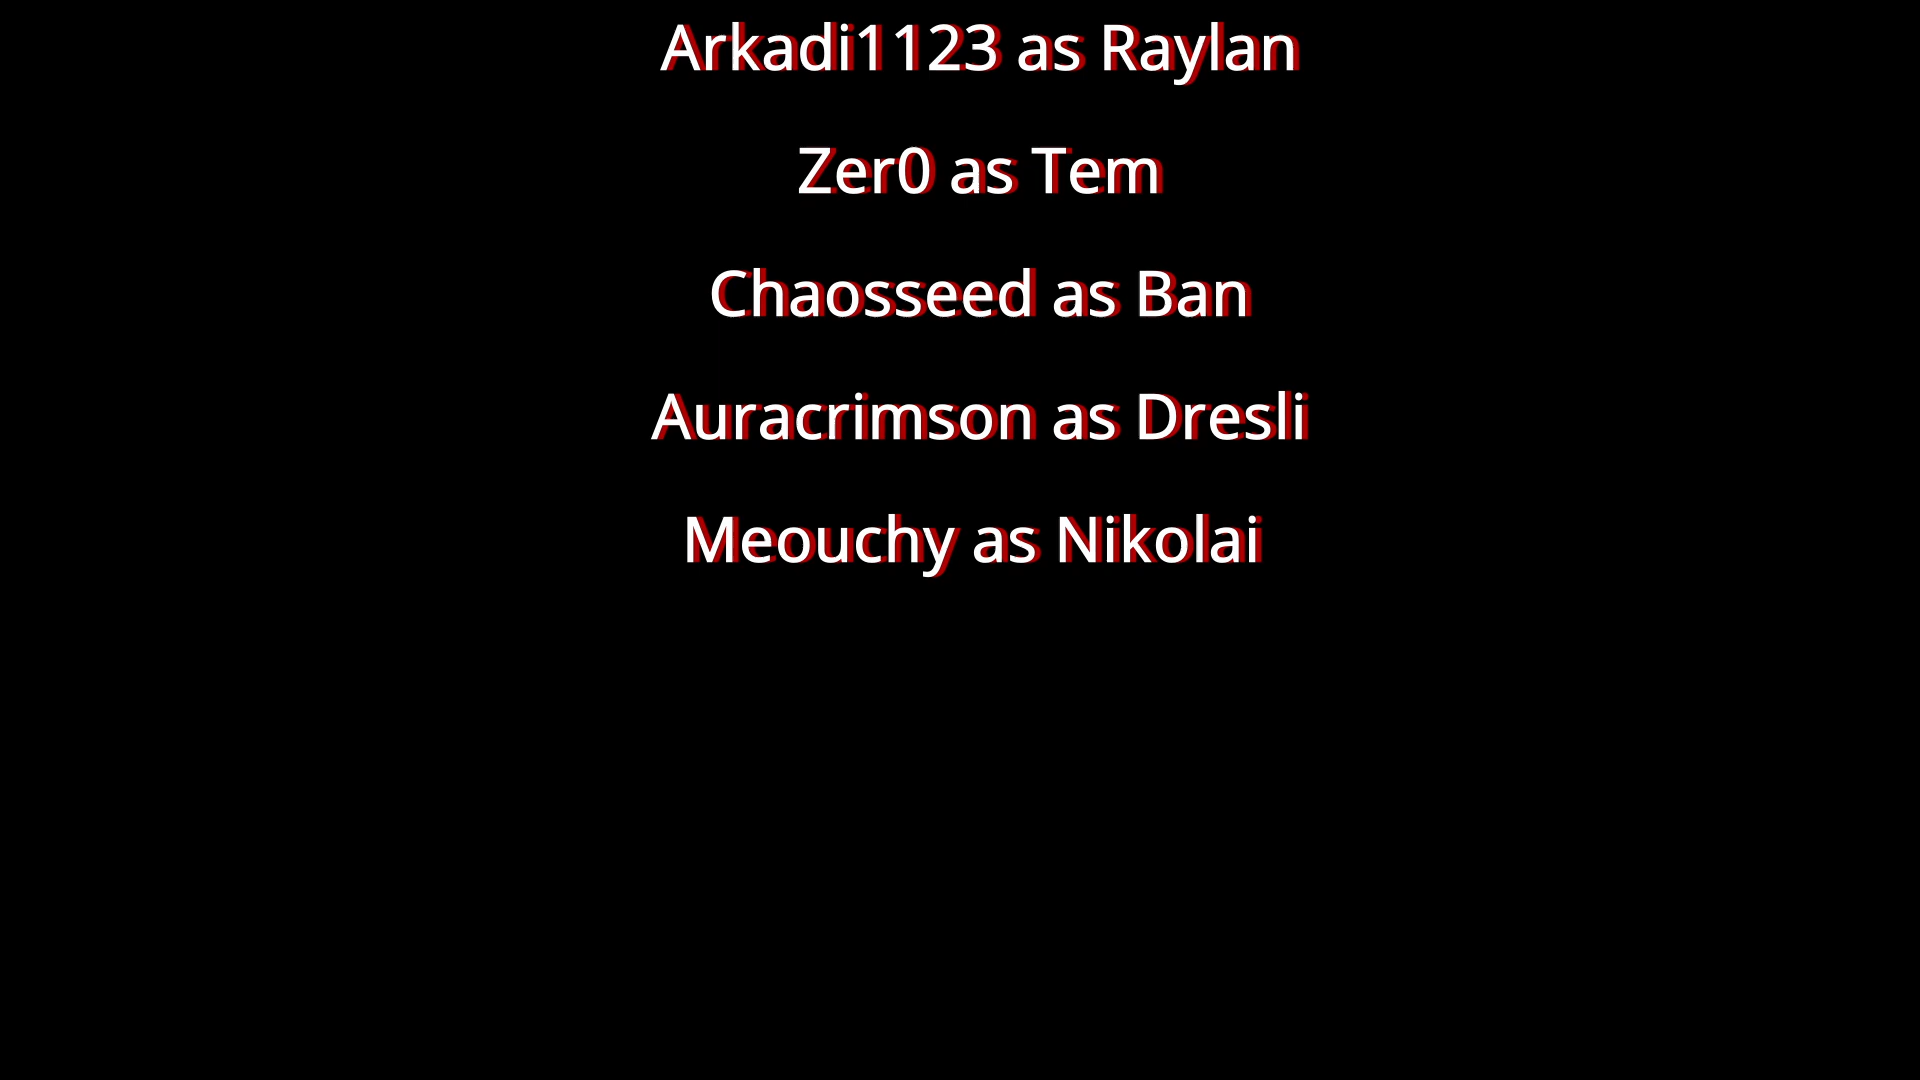 Arkadi1123 as Raylan
Zer0 as Tem
Chaosseed as Ban
Auracrimson as Dresli
Meouchy as Nikolai